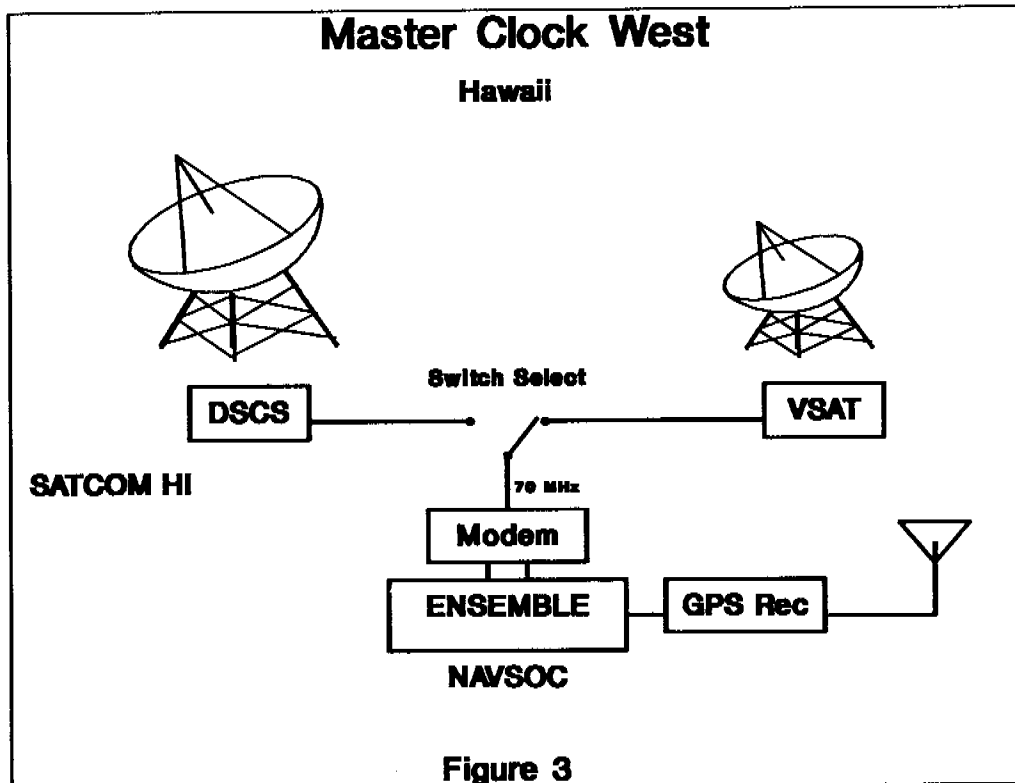 Master Clock West
Hawaii
Switch Select
DSCS
VSAT
SATCOM HI
70 MHz
Modem
ENSEMBLE
GPS Rec
NAVSOC
Figure 3